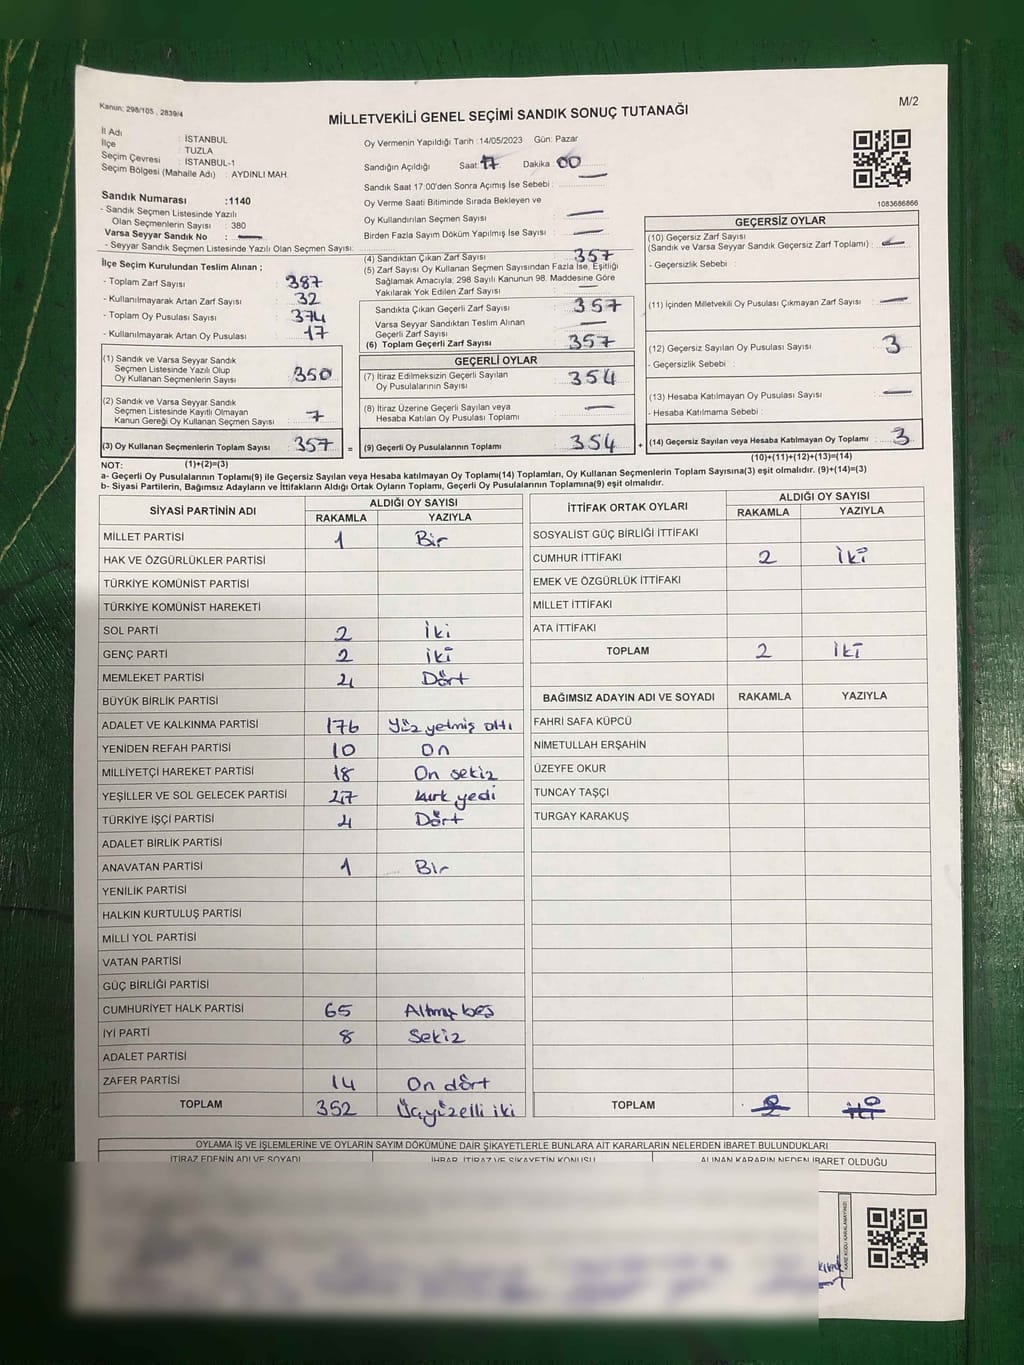 Kanun: 298/105 , 2839/4
M/2
MİLLETVEKİLİ GENEL SEÇİMİ SANDIK SONUÇ TUTANAĞI
İl Adı : İSTANBUL
İlçe : TUZLA
Seçim Çevresi : İSTANBUL-1
Seçim Bölgesi (Mahalle Adı) : AYDINLI MAH.
Oy Vermenin Yapıldığı Tarih : 14/05/2023 Gün: Pazar
Sandığın Açıldığı Saat 17 Dakika 00
Sandık Saat 17:00'den Sonra Açımış İse Sebebi :
Oy Verme Saati Bitiminde Sırada Bekleyen ve
Oy Kullandırılan Seçmen Sayısı
Birden Fazla Sayım Döküm Yapılmış İse Sayısı :
1083686866
Sandık Numarası :1140
- Sandık Seçmen Listesinde Yazılı
Olan Seçmenlerin Sayısı : 380
Varsa Seyyar Sandık No :
- Seyyar Sandık Seçmen Listesinde Yazılı Olan Seçmen Sayısı:
İlçe Seçim Kurulundan Teslim Alınan ;
- Toplam Zarf Sayısı : 387
- Kullanılmayarak Artan Zarf Sayısı : 32
- Toplam Oy Pusulası Sayısı : 374
- Kullanılmayarak Artan Oy Pusulası : 17
(1) Sandık ve Varsa Seyyar Sandık
Seçmen Listesinde Yazılı Olup
Oy Kullanan Seçmenlerin Sayısı : 350
(2) Sandık ve Varsa Seyyar Sandık
Seçmen Listesinde Kayıtlı Olmayan
Kanun Gereği Oy Kullanan Seçmen Sayısı : 7
(3) Oy Kullanan Seçmenlerin Toplam Sayısı : 357 =
(4) Sandıktan Çıkan Zarf Sayısı : 357
(5) Zarf Sayısı Oy Kullanan Seçmen Sayısından Fazla İse, Eşitliği
Sağlamak Amacıyla, 298 Sayılı Kanunun 98. Maddesine Göre
Yakılarak Yok Edilen Zarf Sayısı :
Sandıkta Çıkan Geçerli Zarf Sayısı : 357
Varsa Seyyar Sandıktan Teslim Alınan
Geçerli Zarf Sayısı :
(6) Toplam Geçerli Zarf Sayısı : 357
GEÇERLİ OYLAR
(7) İtiraz Edilmeksizin Geçerli Sayılan
Oy Pusulalarının Sayısı : 354
(8) İtiraz Üzerine Geçerli Sayılan veya
Hesaba Katılan Oy Pusulası Toplamı :
(9) Geçerli Oy Pusulalarının Toplamı : 354 +
GEÇERSİZ OYLAR
(10) Geçersiz Zarf Sayısı
(Sandık ve Varsa Seyyar Sandık Geçersiz Zarf Toplamı) :
- Geçersizlik Sebebi :
(11) İçinden Milletvekili Oy Pusulası Çıkmayan Zarf Sayısı :
(12) Geçersiz Sayılan Oy Pusulası Sayısı : 3
- Geçersizlik Sebebi :
(13) Hesaba Katılmayan Oy Pusulası Sayısı :
- Hesaba Katılmama Sebebi :
(14) Geçersiz Sayılan veya Hesaba Katılmayan Oy Toplamı : 3
NOT: (1)+(2)=(3) (10)+(11)+(12)+(13)=(14)
a- Geçerli Oy Pusulalarının Toplamı(9) ile Geçersiz Sayılan veya Hesaba katılmayan Oy Toplamı(14) Toplamları, Oy Kullanan Seçmenlerin Toplam Sayısına(3) eşit olmalıdır. (9)+(14)=(3)
b- Siyasi Partilerin, Bağımsız Adayların ve İttifakların Aldığı Ortak Oyların Toplamı, Geçerli Oy Pusulalarının Toplamına(9) eşit olmalıdır.
SİYASİ PARTİNİN ADI ALDIĞI OY SAYISI
RAKAMLA YAZIYLA
MİLLET PARTİSİ 1 Bir
HAK VE ÖZGÜRLÜKLER PARTİSİ
TÜRKİYE KOMÜNİST PARTİSİ
TÜRKİYE KOMÜNİST HAREKETİ
SOL PARTİ 2 İki
GENÇ PARTİ 2 İki
MEMLEKET PARTİSİ 4 Dört
BÜYÜK BİRLİK PARTİSİ
ADALET VE KALKINMA PARTİSİ 176 Yüz yetmiş altı
YENİDEN REFAH PARTİSİ 10 On
MİLLİYETÇİ HAREKET PARTİSİ 18 On sekiz
YEŞİLLER VE SOL GELECEK PARTİSİ 47 kırk yedi
TÜRKİYE İŞÇİ PARTİSİ 4 Dört
ADALET BİRLİK PARTİSİ
ANAVATAN PARTİSİ 1 Bir
YENİLİK PARTİSİ
HALKIN KURTULUŞ PARTİSİ
MİLLİ YOL PARTİSİ
VATAN PARTİSİ
GÜÇ BİRLİĞİ PARTİSİ
CUMHURİYET HALK PARTİSİ 65 Altmış beş
İYİ PARTİ 8 Sekiz
ADALET PARTİSİ
ZAFER PARTİSİ 14 On dört
TOPLAM 352 Üçyüzelli iki
İTTİFAK ORTAK OYLARI ALDIĞI OY SAYISI
RAKAMLA YAZIYLA
SOSYALİST GÜÇ BİRLİĞİ İTTİFAKI
CUMHUR İTTİFAKI 2 İki
EMEK VE ÖZGÜRLÜK İTTİFAKI
MİLLET İTTİFAKI
ATA İTTİFAKI
TOPLAM 2 İki
BAĞIMSIZ ADAYIN ADI VE SOYADI RAKAMLA YAZIYLA
FAHRİ SAFA KÜPCÜ
NİMETULLAH ERŞAHİN
ÜZEYFE OKUR
TUNCAY TAŞÇI
TURGAY KARAKUŞ
TOPLAM
OYLAMA İŞ VE İŞLEMLERİNE VE OYLARIN SAYIM DÖKÜMÜNE DAİR ŞİKAYETLERLE BUNLARA AİT KARARLARIN NELERDEN İBARET BULUNDUKLARI
İTİRAZ EDENİN ADI VE SOYADI İHBAR, İTİRAZ VE ŞİKAYETİN KONUSU ALINAN KARARIN NEDEN İBARET OLDUĞU
KARE KODU KARALAMAYINIZ!